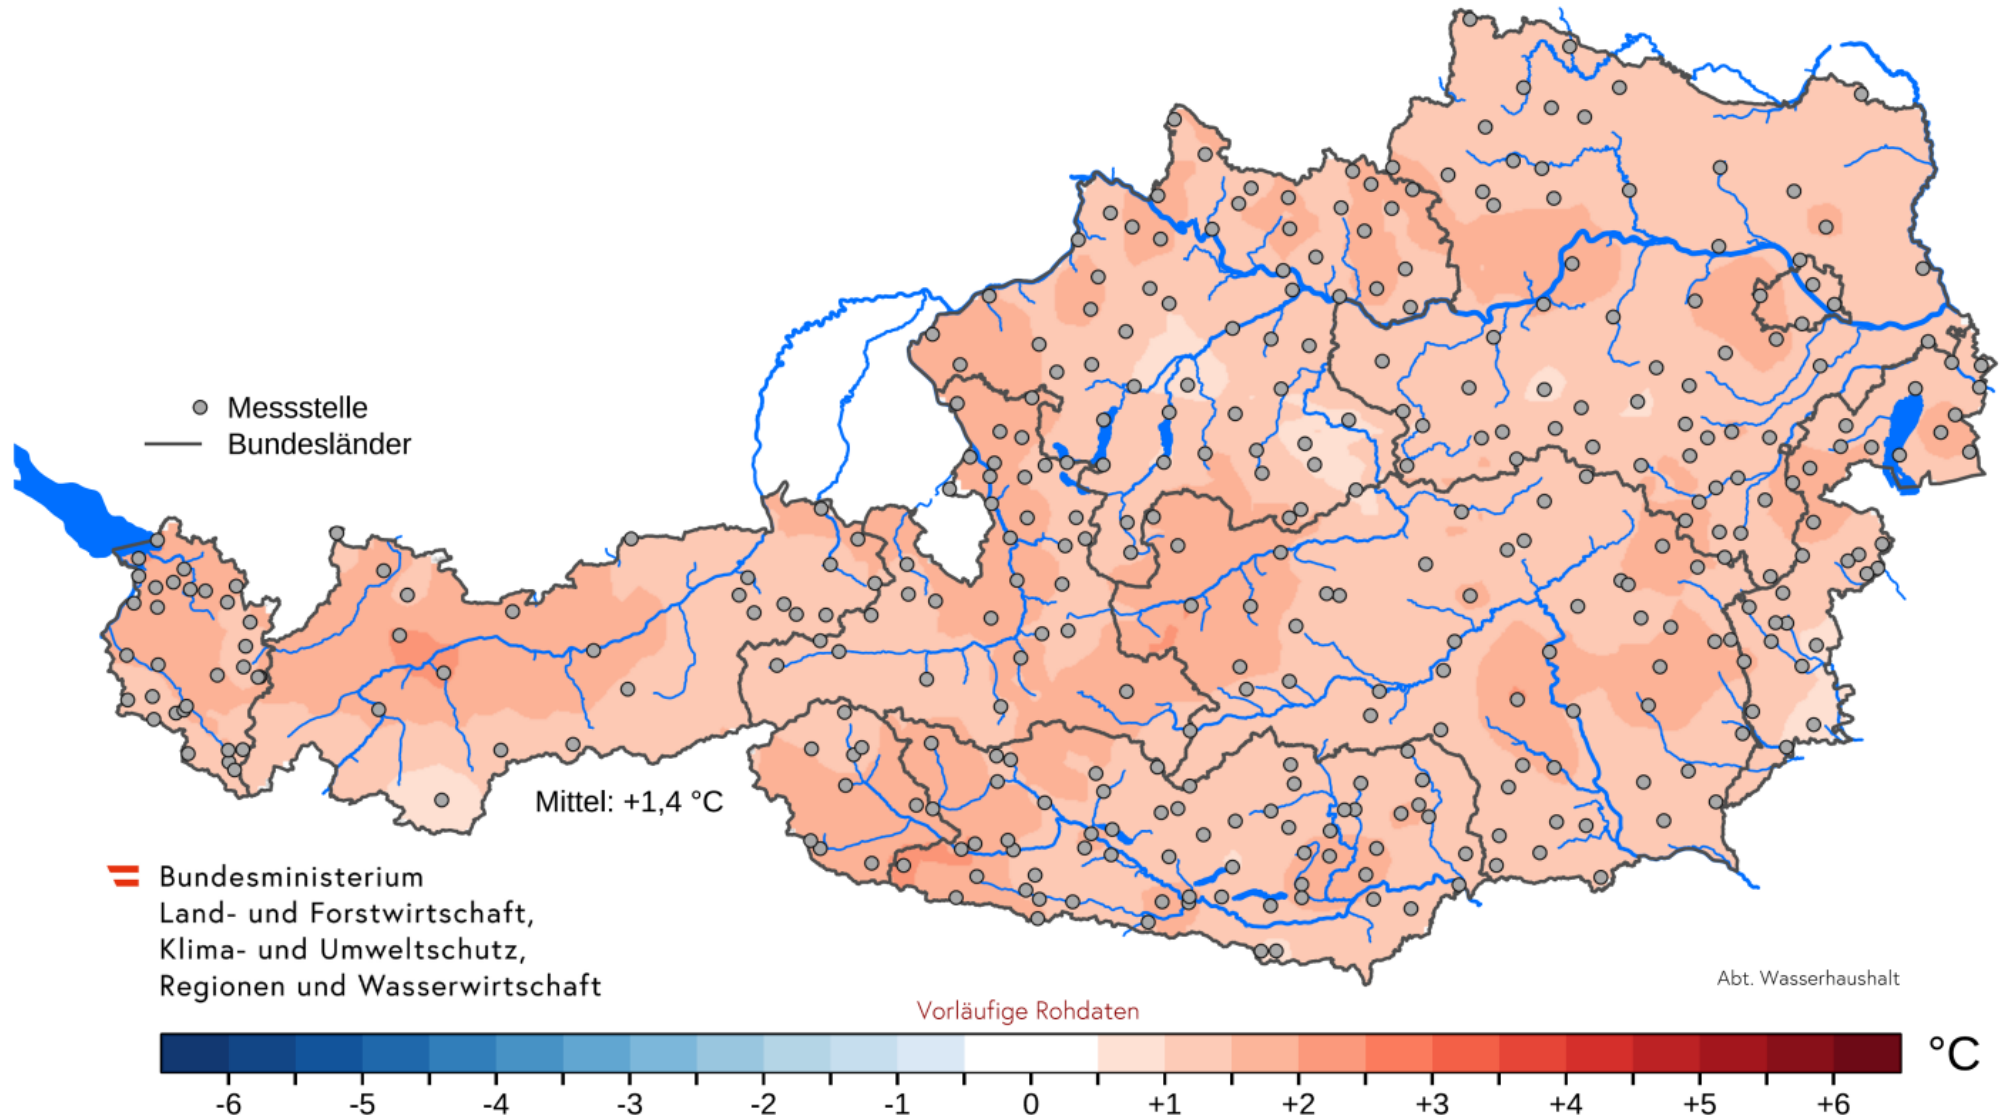 Messstelle
Bundesländer
Mittel: +1,4 °C
Bundesministerium
Land- und Forstwirtschaft,
Klima- und Umweltschutz,
Regionen und Wasserwirtschaft
Abt. Wasserhaushalt
Vorläufige Rohdaten
°C
-6 -5 -4 -3 -2 -1 0 +1 +2 +3 +4 +5 +6